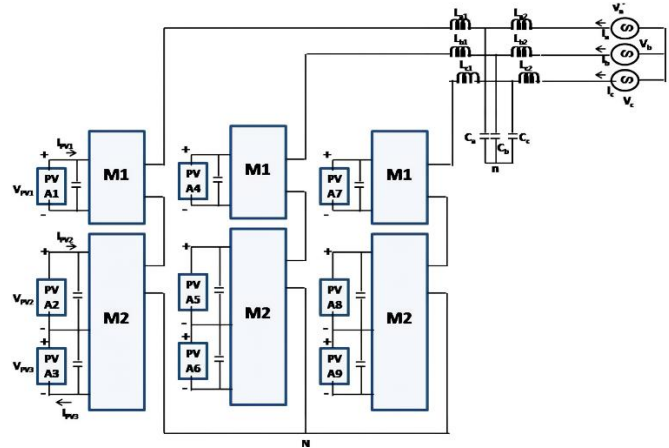 La1
La2
Va
Ia
Lb1
Lb2
Vb
Ib
Lc1
Lc2
Ic
Vc
Ca
Cb
Cc
n
IPV1
+
VPV1
PV
A1
-
M1
+
PV
A4
-
M1
+
PV
A7
-
M1
IPV2
+
VPV2
PV
A2
-
+
VPV3
PV
A3
-
IPV3
M2
+
PV
A5
-
+
PV
A6
-
M2
+
PV
A8
-
+
PV
A9
-
M2
N